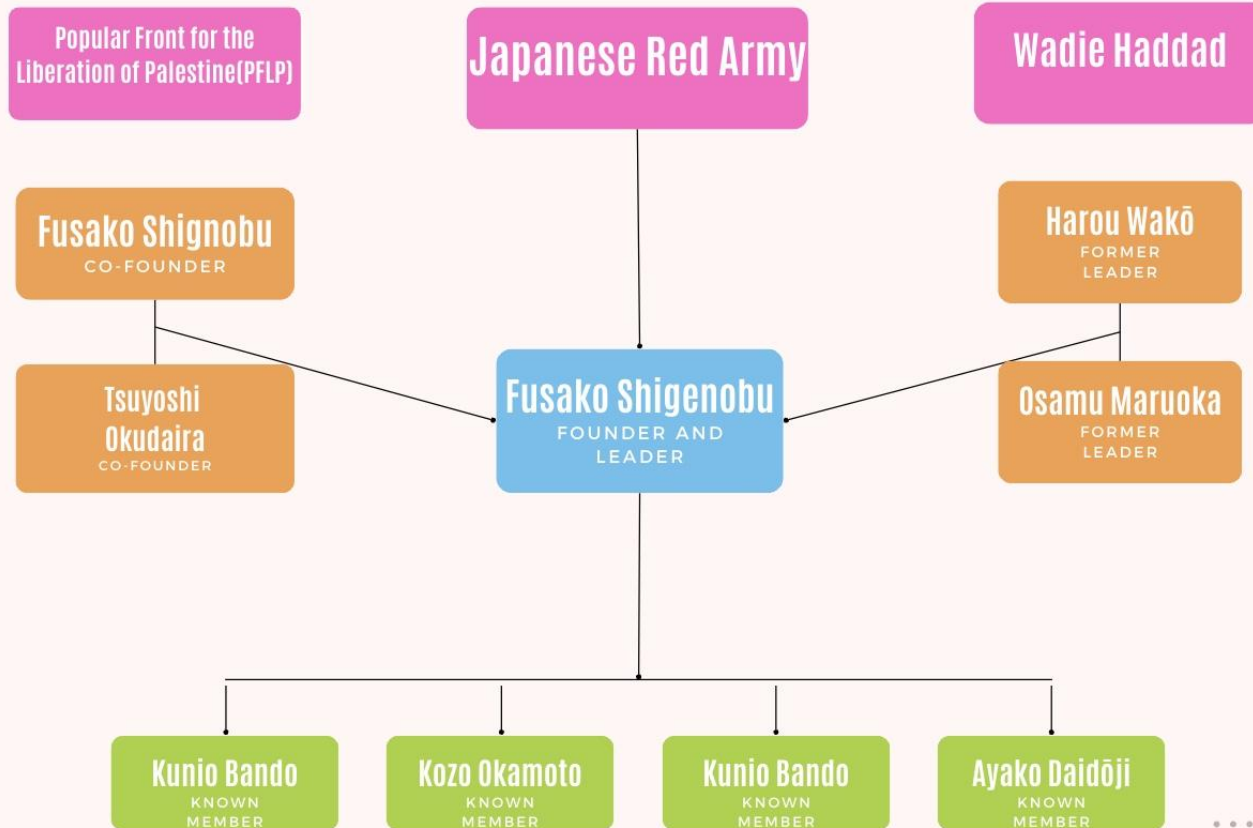 Popular Front for the
Liberation of Palestine(PFLP)
Japanese Red Army
Wadie Haddad
Fusako Shignobu
CO-FOUNDER
Harou Wakō
FORMER
LEADER
Tsuyoshi
Okudaira
CO-FOUNDER
Fusako Shigenobu
FOUNDER AND
LEADER
Osamu Maruoka
FORMER
LEADER
Kunio Bando
KNOWN
MEMBER
Kozo Okamoto
KNOWN
MEMBER
Kunio Bando
KNOWN
MEMBER
Ayako Daidōji
KNOWN
MEMBER